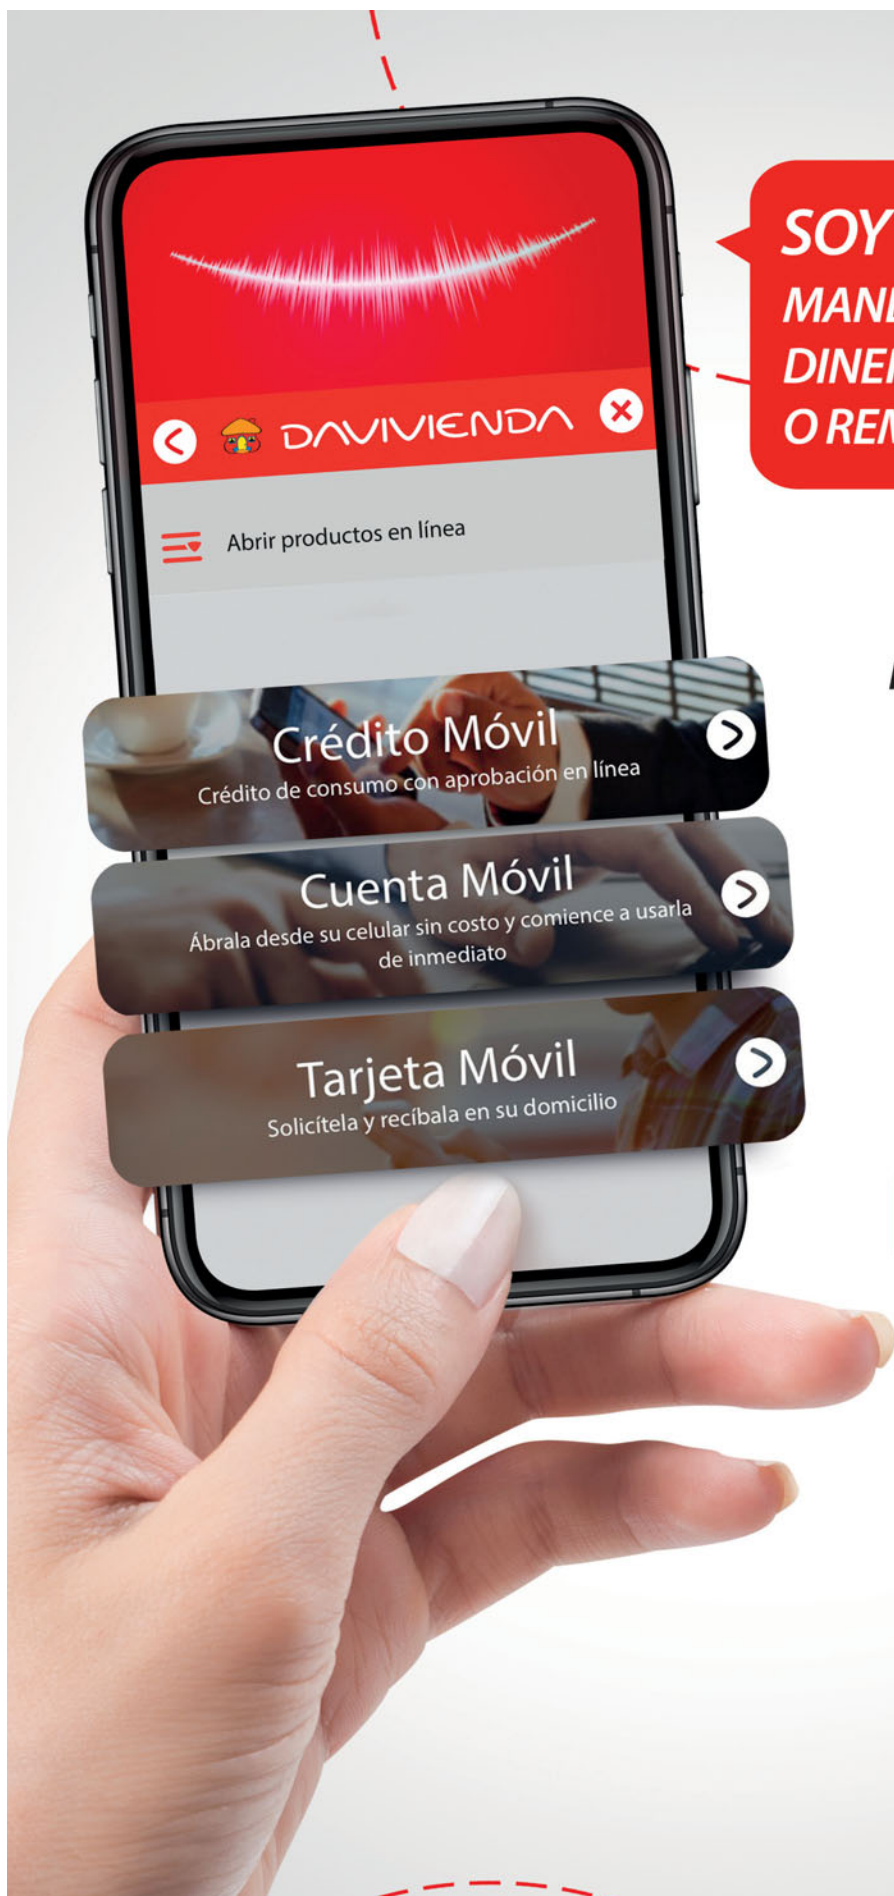 SOY
DAVIVIENDA
Abrir productos en línea
Crédito Móvil
Crédito de consumo con aprobación en línea
Cuenta Móvil
Ábrala desde su celular sin costo y comience a usarla
de inmediato
Tarjeta Móvil
Solicítela y recíbala en su domicilio